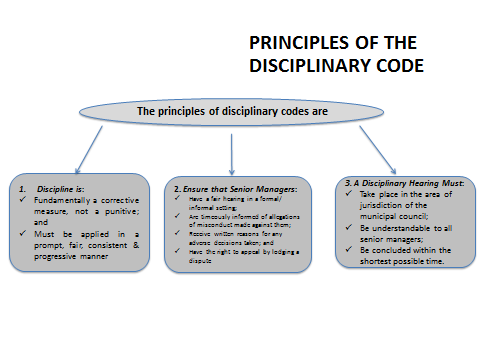 PRINCIPLES OF THE
DISCIPLINARY CODE
The principles of disciplinary codes are
1. Discipline is:
✓ Fundamentally a corrective
measure, not a punitive;
and
✓ Must be applied in a
prompt, fair, consistent &
progressive manner
2. Ensure that Senior Managers:
✓ Have a fair hearing in a formal/
informal setting;
✓ Are timeously informed of allegations
of misconduct made against them;
✓ Receive written reasons for any
adverse decisions taken; and
✓ Have the right to appeal by lodging a
dispute
3. A Disciplinary Hearing Must:
✓ Take place in the area of
jurisdiction of the
municipal council;
✓ Be understandable to all
senior managers;
✓ Be concluded within the
shortest possible time.